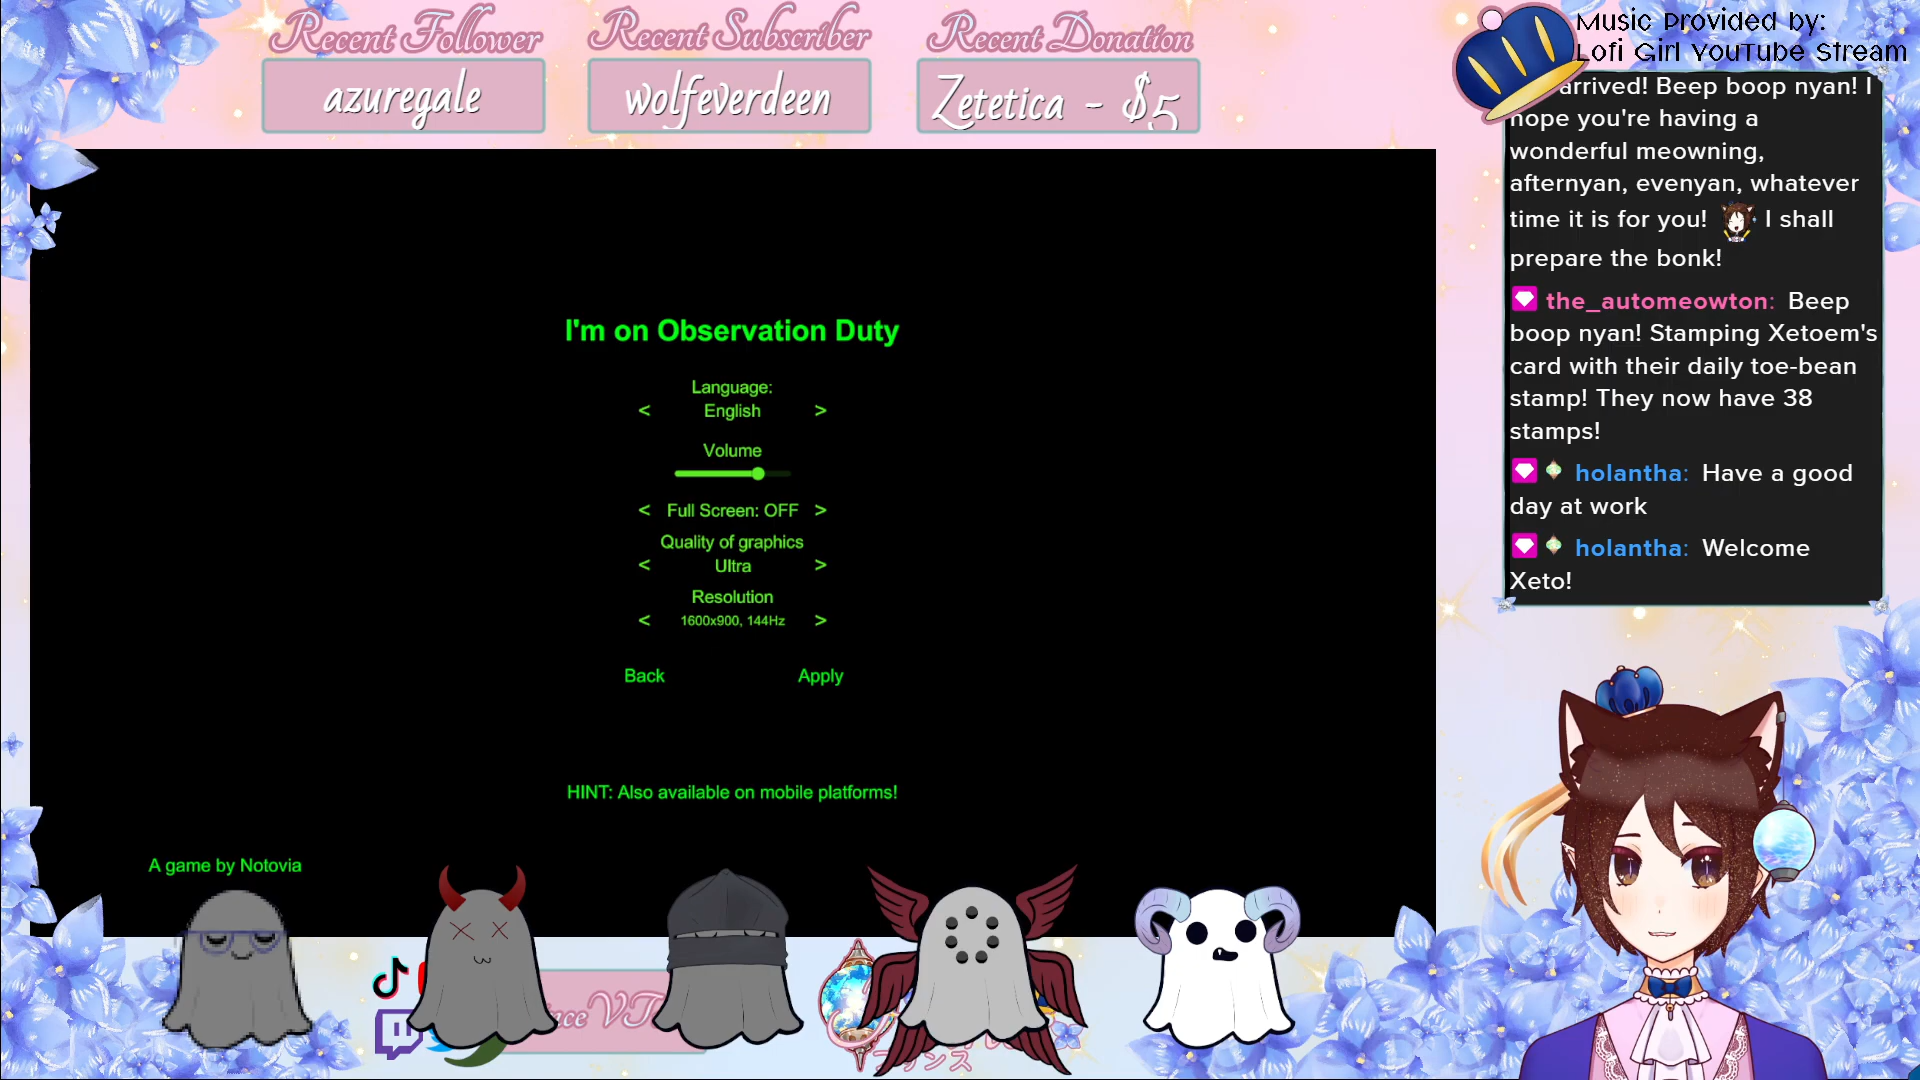 Recent Follower
azuregale
Recent Subscriber
wolfeverdeen
Recent Donation
Zetetica - $5
Music Provided by:
Lofi Girl YouTube Stream
arrived! Beep boop nyan! I
hope you're having a
wonderful meowning,
afternyan, evenyan, whatever
time it is for you! I shall
prepare the bonk!
the_automeowton: Beep
boop nyan! Stamping Xetoem's
card with their daily toe-bean
stamp! They now have 38
stamps!
holantha: Have a good
day at work
holantha: Welcome
Xeto!
I'm on Observation Duty
Language:
< English >
Volume
< Full Screen: OFF >
Quality of graphics
< Ultra >
Resolution
< 1600x900, 144Hz >
Back Apply
HINT: Also available on mobile platforms!
A game by Notovia